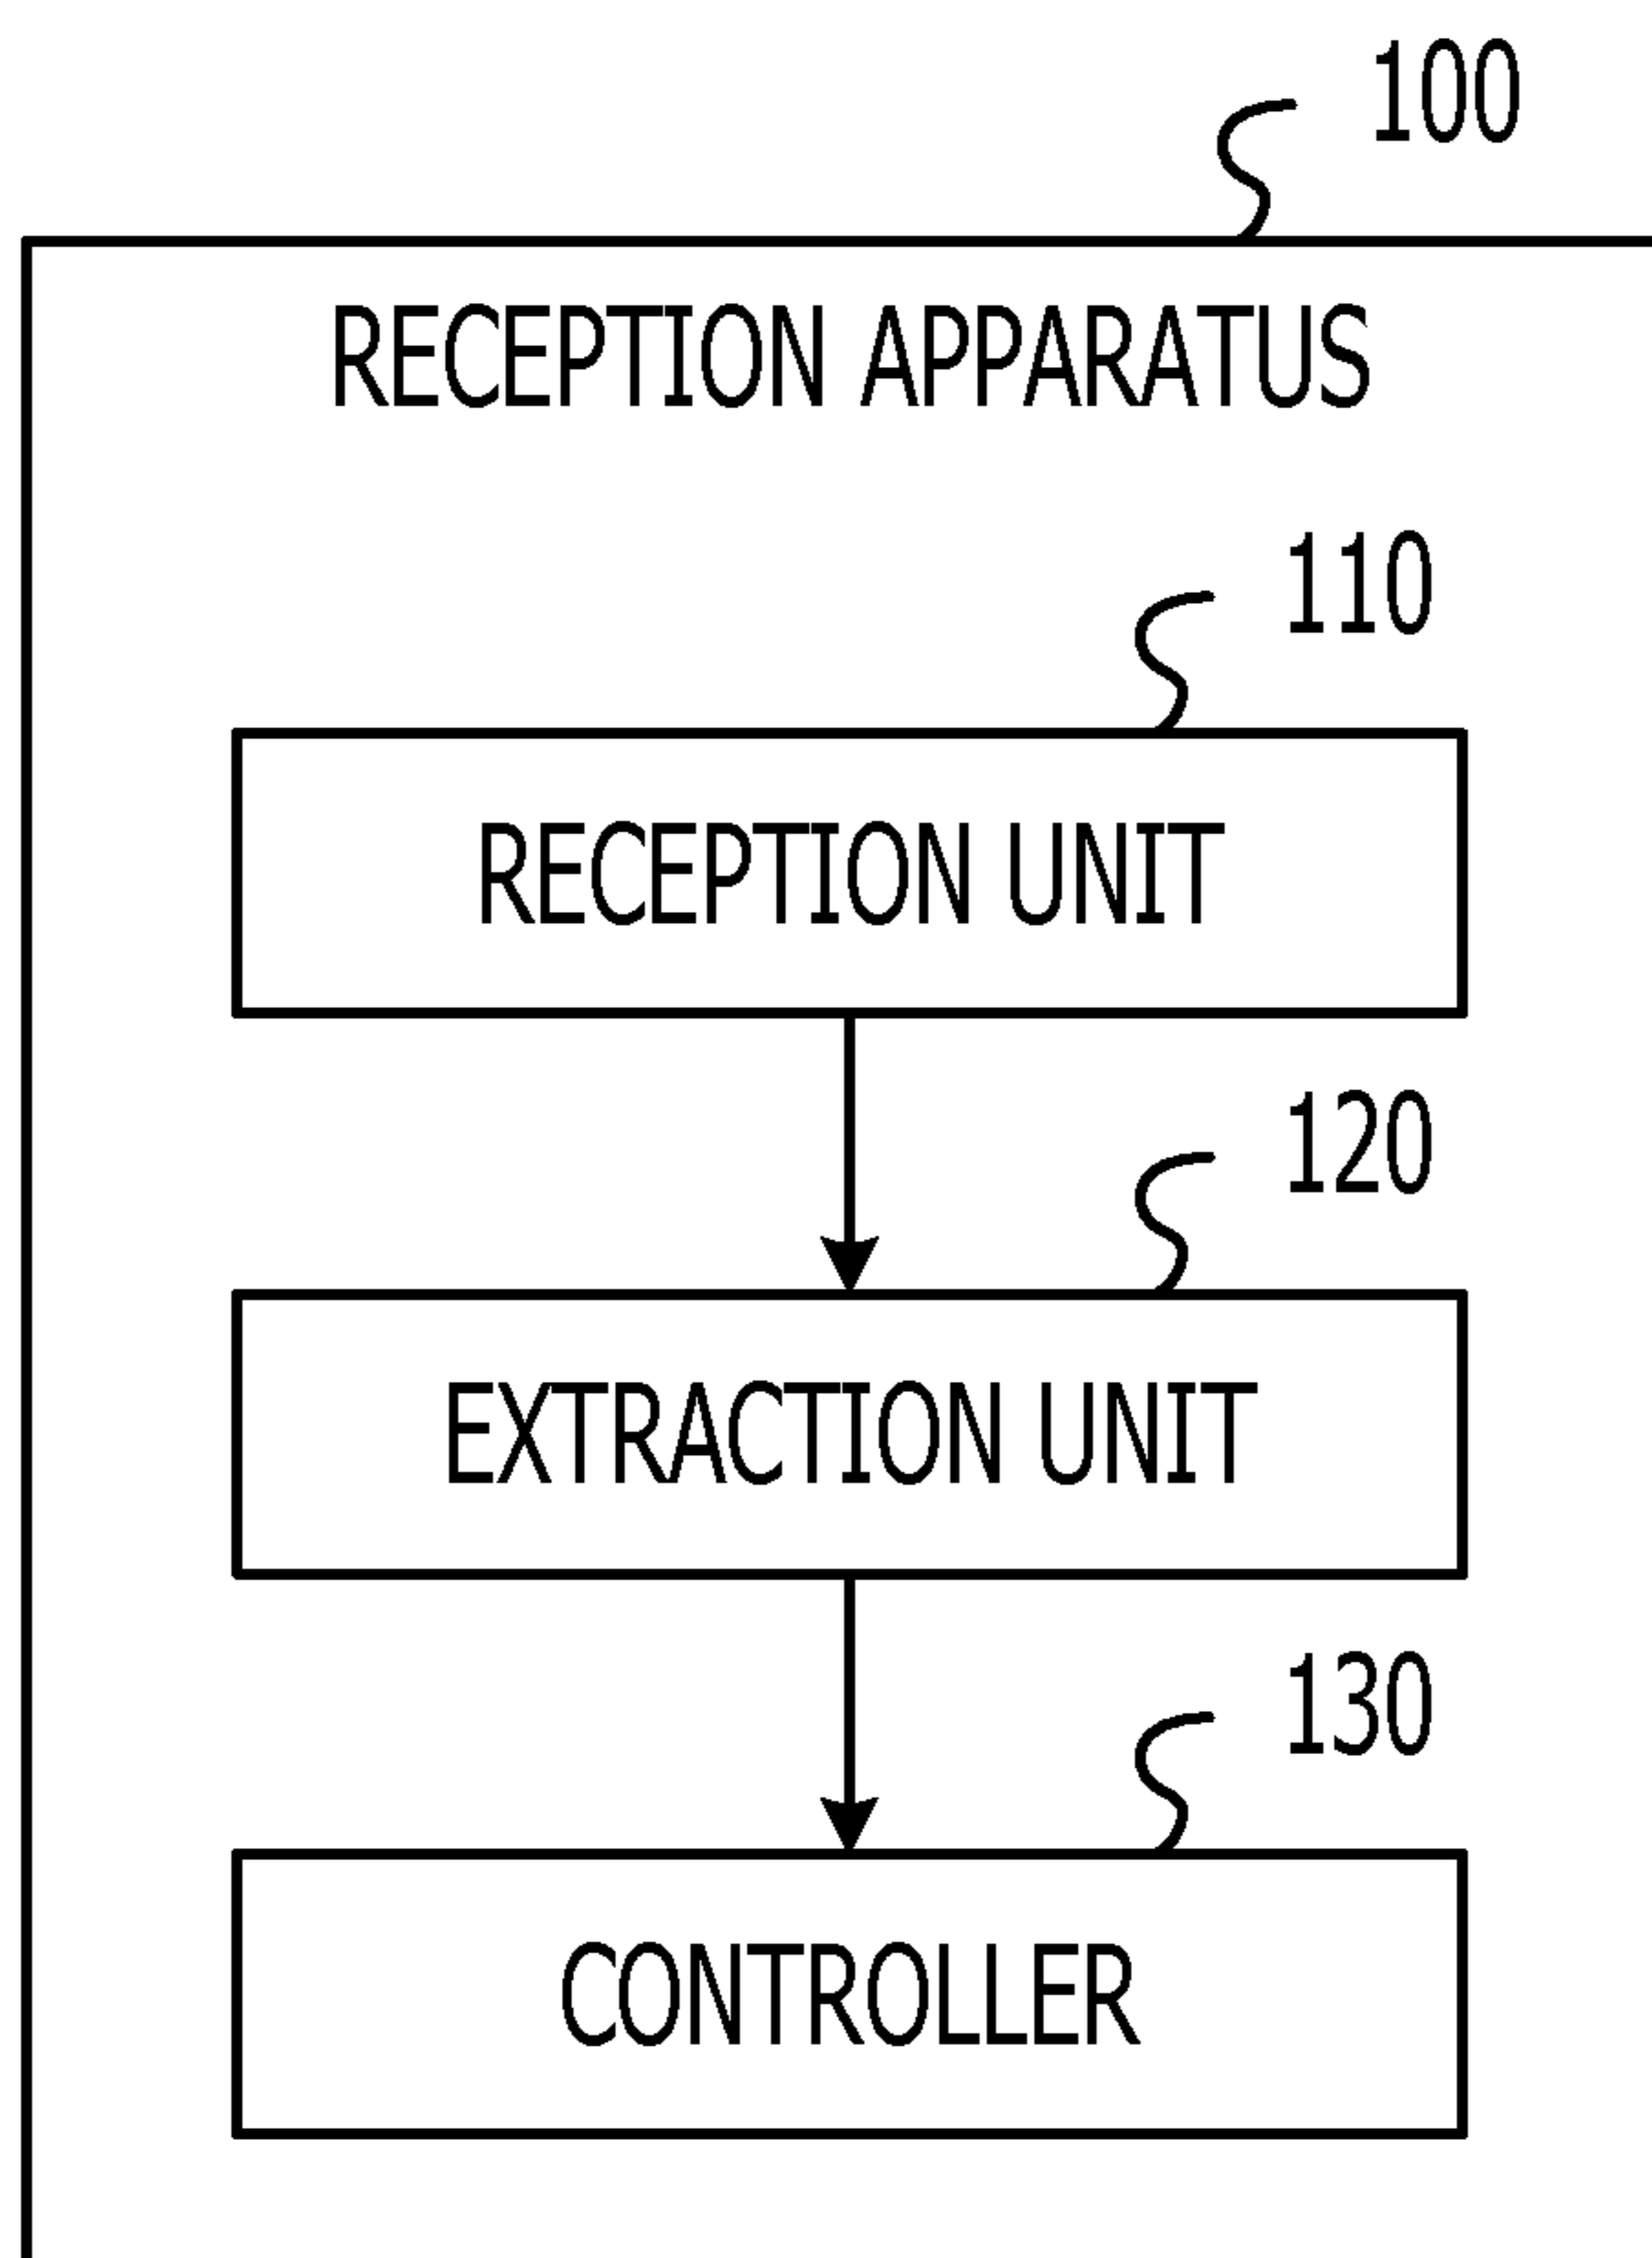 100
RECEPTION APPARATUS
110
RECEPTION UNIT
120
EXTRACTION UNIT
130
CONTROLLER